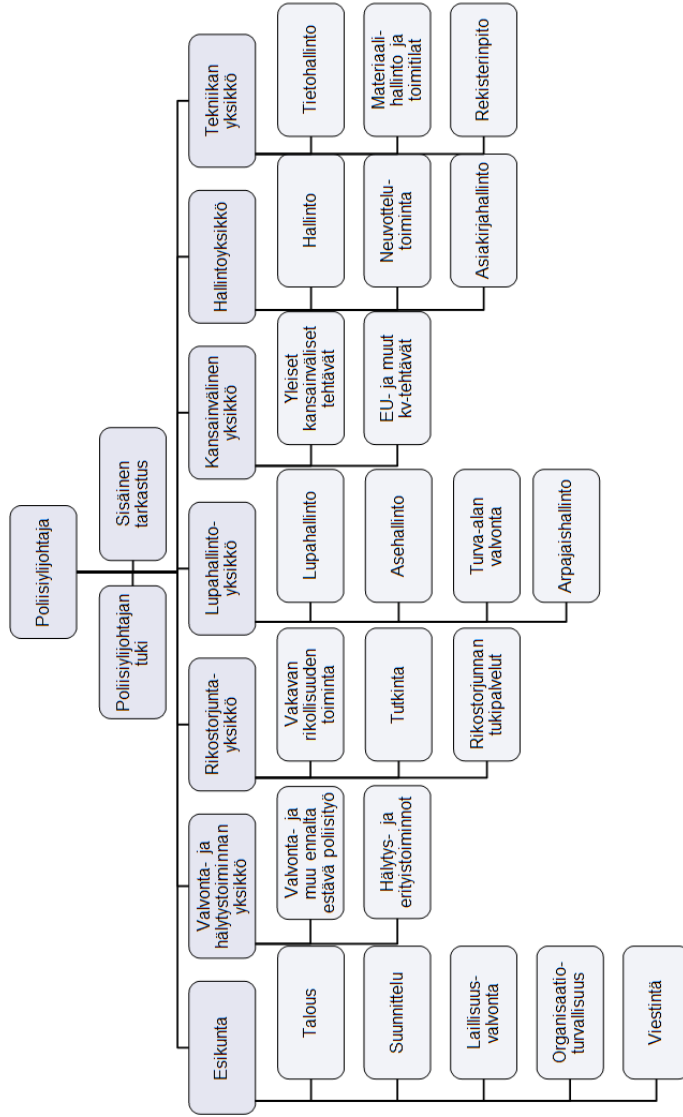 Poliisiylijohtaja
Poliisiylijohtajan
tuki
Sisäinen
tarkastus
Esikunta
Talous
Suunnittelu
Laillisuus-
valvonta
Organisaatio-
turvallisuus
Viestintä
Valvonta- ja
hälytystoiminnan
yksikkö
Valvonta- ja
muu ennalta
estävä poliisityö
Hälytys- ja
erityistoiminnot
Rikostorjunta-
yksikkö
Vakavan
rikollisuuden
toiminta
Tutkinta
Rikostorjunnan
tukipalvelut
Lupahallinto-
yksikkö
Lupahallinto
Asehallinto
Turva-alan
valvonta
Arpajaishallinto
Kansainvälinen
yksikkö
Yleiset
kansainväliset
tehtävät
EU- ja muut
kv-tehtävät
Hallintoyksikkö
Hallinto
Neuvottelu-
toiminta
Asiakirjahallinto
Tekniikan
yksikkö
Tietohallinto
Materiaali-
hallinto ja
toimitilat
Rekisterinpito